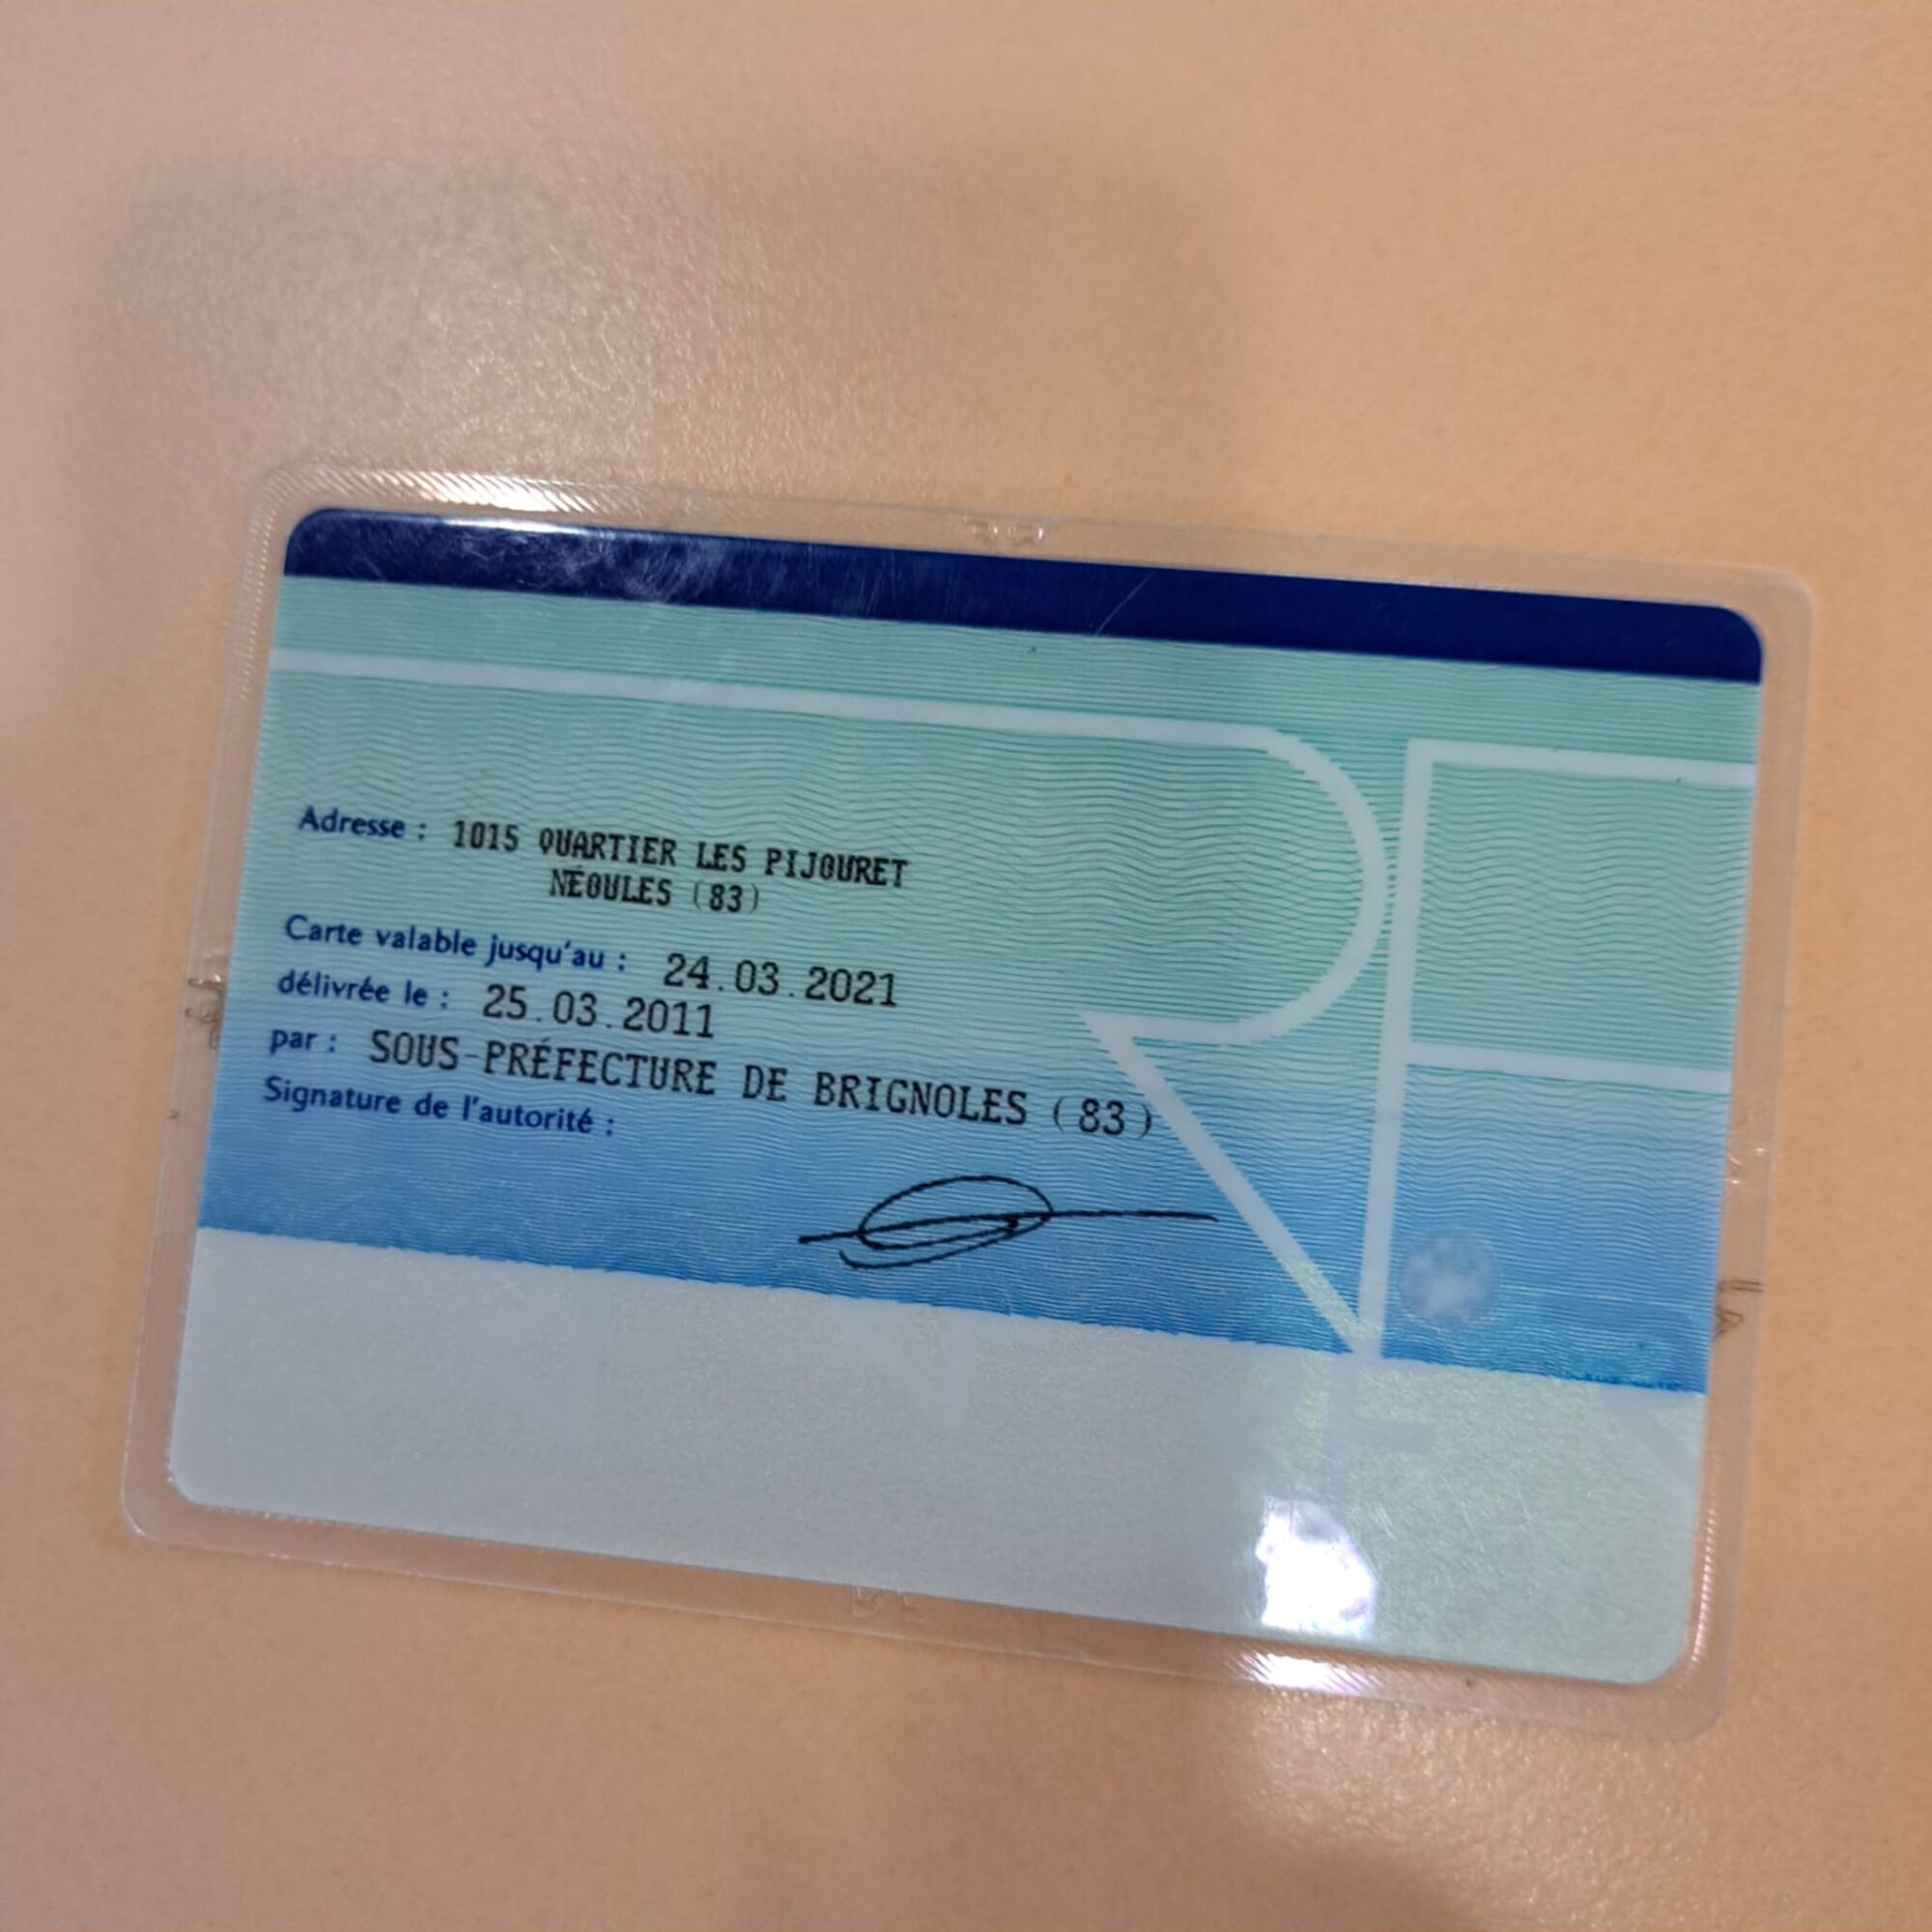 Adresse : 1015 QUARTIER LES PIJOURET
NÉOULES (83)
Carte valable jusqu'au : 24.03.2021
délivrée le : 25.03.2011
par : SOUS-PRÉFECTURE DE BRIGNOLES (83)
Signature de l'autorité :
RF